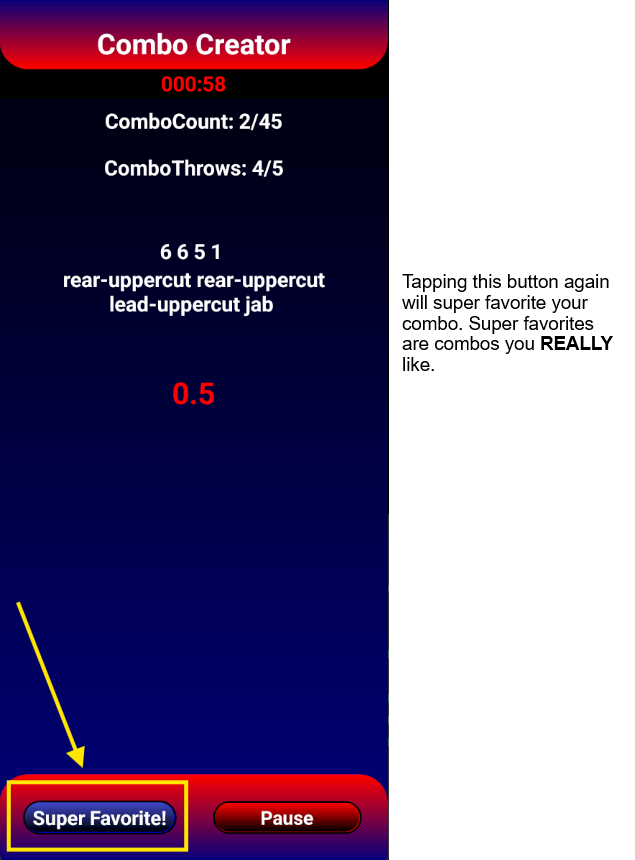 Combo Creator
000:58
ComboCount: 2/45
ComboThrows: 4/5
6 6 5 1
rear-uppercut rear-uppercut
lead-uppercut jab
0.5
Super Favorite!
Pause
Tapping this button again
will super favorite your
combo. Super favorites
are combos you REALLY
like.